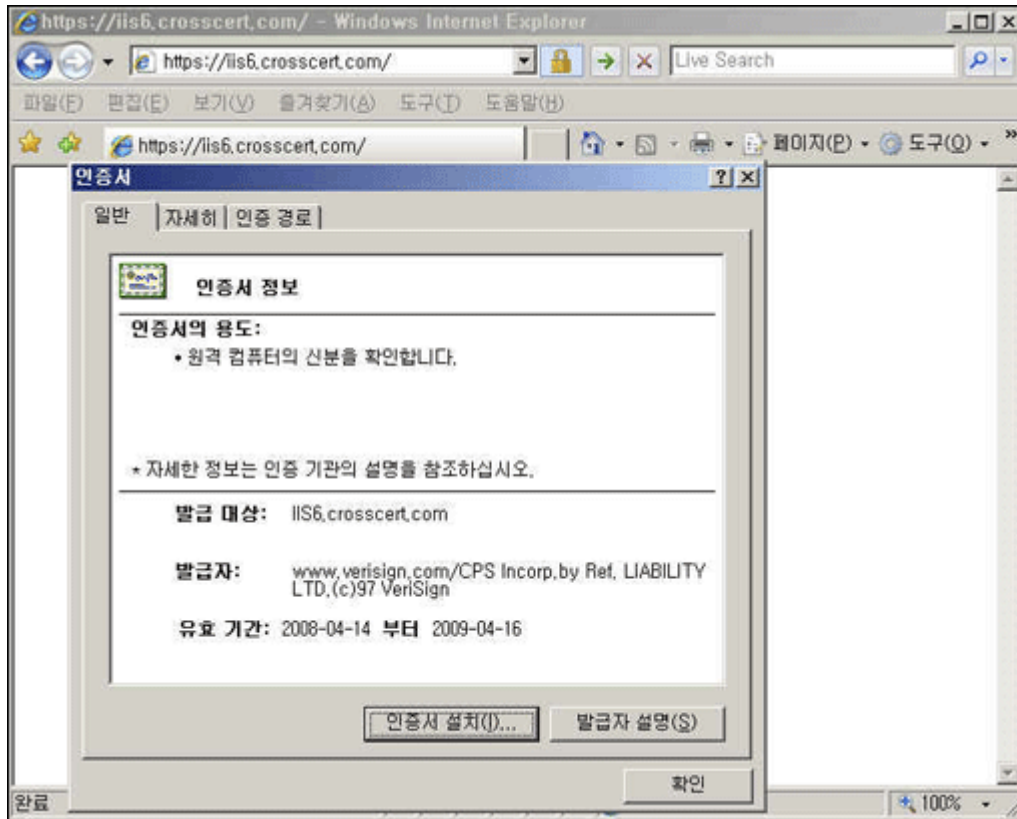 https://iis6.crosscert.com/ - Windows Internet Explorer
https://iis6.crosscert.com/
Live Search
파일(F) 편집(E) 보기(V) 즐겨찾기(A) 도구(T) 도움말(H)
https://iis6.crosscert.com/
페이지(P)
도구(O)
인증서
일반 자세히 인증 경로
인증서 정보
인증서의 용도:
• 원격 컴퓨터의 신분을 확인합니다.
* 자세한 정보는 인증 기관의 설명을 참조하십시오.
발급 대상: IIS6.crosscert.com
발급자: www.verisign.com/CPS Incorp.by Ref. LIABILITY
LTD.(c)97 VeriSign
유효 기간: 2008-04-14 부터 2009-04-16
인증서 설치(I)... 발급자 설명(S)
확인
완료
100%